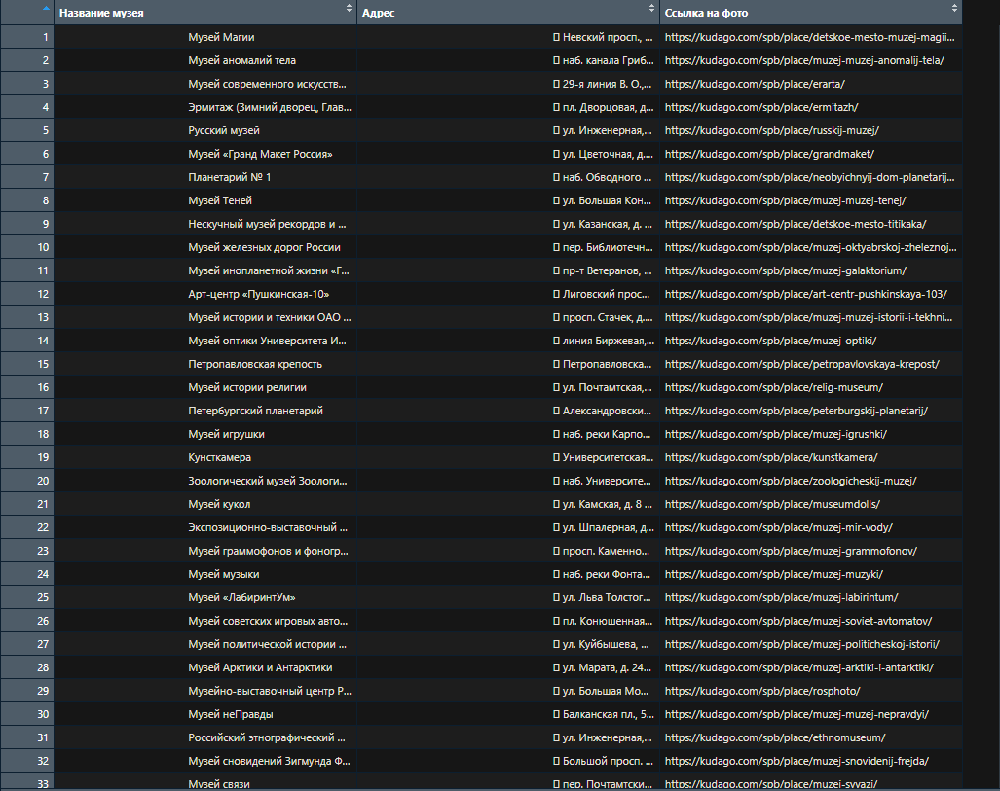 Название музея Адрес Ссылка на фото
1 Музей Магии Невский просп., ... https://kudago.com/spb/place/detskoe-mesto-muzej-magii...
2 Музей аномалий тела наб. канала Гриб... https://kudago.com/spb/place/muzej-muzej-anomalij-tela/
3 Музей современного искусств... 29-я линия В. О.,... https://kudago.com/spb/place/erarta/
4 Эрмитаж (Зимний дворец, Глав... пл. Дворцовая, д... https://kudago.com/spb/place/ermitazh/
5 Русский музей ул. Инженерная,... https://kudago.com/spb/place/russkij-muzej/
6 Музей «Гранд Макет Россия» ул. Цветочная, д.... https://kudago.com/spb/place/grandmaket/
7 Планетарий № 1 наб. Обводного ... https://kudago.com/spb/place/neobyichnyij-dom-planetarij...
8 Музей Теней ул. Большая Кон... https://kudago.com/spb/place/muzej-muzej-tenej/
9 Нескучный музей рекордов и ... ул. Казанская, д. ... https://kudago.com/spb/place/detskoe-mesto-titikaka/
10 Музей железных дорог России пер. Библиотечн... https://kudago.com/spb/place/muzej-oktyabrskoj-zheleznoj...
11 Музей инопланетной жизни «Г... пр-т Ветеранов, ... https://kudago.com/spb/place/muzej-galaktorium/
12 Арт-центр «Пушкинская-10» Лиговский прос... https://kudago.com/spb/place/art-centr-pushkinskaya-103/
13 Музей истории и техники ОАО ... просп. Стачек, д.... https://kudago.com/spb/place/muzej-muzej-istorii-i-tekhni...
14 Музей оптики Университета И... линия Биржевая,... https://kudago.com/spb/place/muzej-optiki/
15 Петропавловская крепость Петропавловска... https://kudago.com/spb/place/petropavlovskaya-krepost/
16 Музей истории религии ул. Почтамтская,... https://kudago.com/spb/place/relig-museum/
17 Петербургский планетарий Александровски... https://kudago.com/spb/place/peterburgskij-planetarij/
18 Музей игрушки наб. реки Карпо... https://kudago.com/spb/place/muzej-igrushki/
19 Кунсткамера Университетская... https://kudago.com/spb/place/kunstkamera/
20 Зоологический музей Зоологи... наб. Университе... https://kudago.com/spb/place/zoologicheskij-muzej/
21 Музей кукол ул. Камская, д. 8 ... https://kudago.com/spb/place/museumdolls/
22 Экспозиционно-выставочный ... ул. Шпалерная, д... https://kudago.com/spb/place/muzej-mir-vody/
23 Музей граммофонов и фоногр... просп. Каменно... https://kudago.com/spb/place/muzej-grammofonov/
24 Музей музыки наб. реки Фонта... https://kudago.com/spb/place/muzej-muzyki/
25 Музей «ЛабиринтУм» ул. Льва Толстог... https://kudago.com/spb/place/muzej-labirintum/
26 Музей советских игровых авто... пл. Конюшенная... https://kudago.com/spb/place/muzej-soviet-avtomatov/
27 Музей политической истории ... ул. Куйбышева, ... https://kudago.com/spb/place/muzej-politicheskoj-istorii/
28 Музей Арктики и Антарктики ул. Марата, д. 24... https://kudago.com/spb/place/muzej-arktiki-i-antarktiki/
29 Музейно-выставочный центр Р... ул. Большая Мо... https://kudago.com/spb/place/rosphoto/
30 Музей неПравды Балканская пл., 5... https://kudago.com/spb/place/muzej-muzej-nepravdyi/
31 Российский этнографический ... ул. Инженерная,... https://kudago.com/spb/place/ethnomuseum/
32 Музей сновидений Зигмунда Ф... Большой просп. ... https://kudago.com/spb/place/muzej-snovidenij-frejda/
33 Музей связи пер. Почтамтски... https://kudago.com/spb/place/muzej-svyazi/